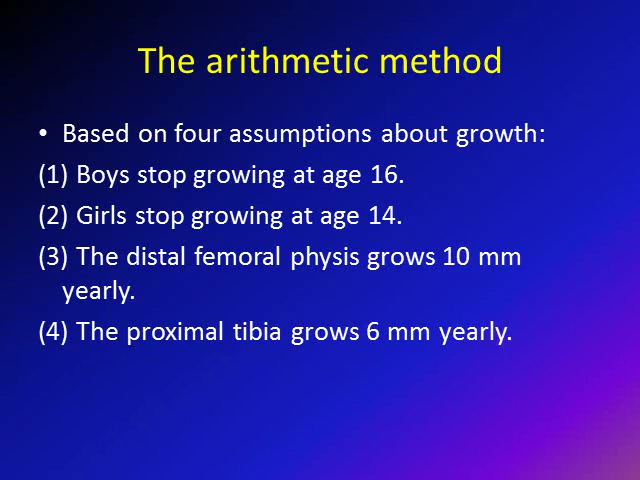 The arithmetic method
• Based on four assumptions about growth:
(1) Boys stop growing at age 16.
(2) Girls stop growing at age 14.
(3) The distal femoral physis grows 10 mm
yearly.
(4) The proximal tibia grows 6 mm yearly.